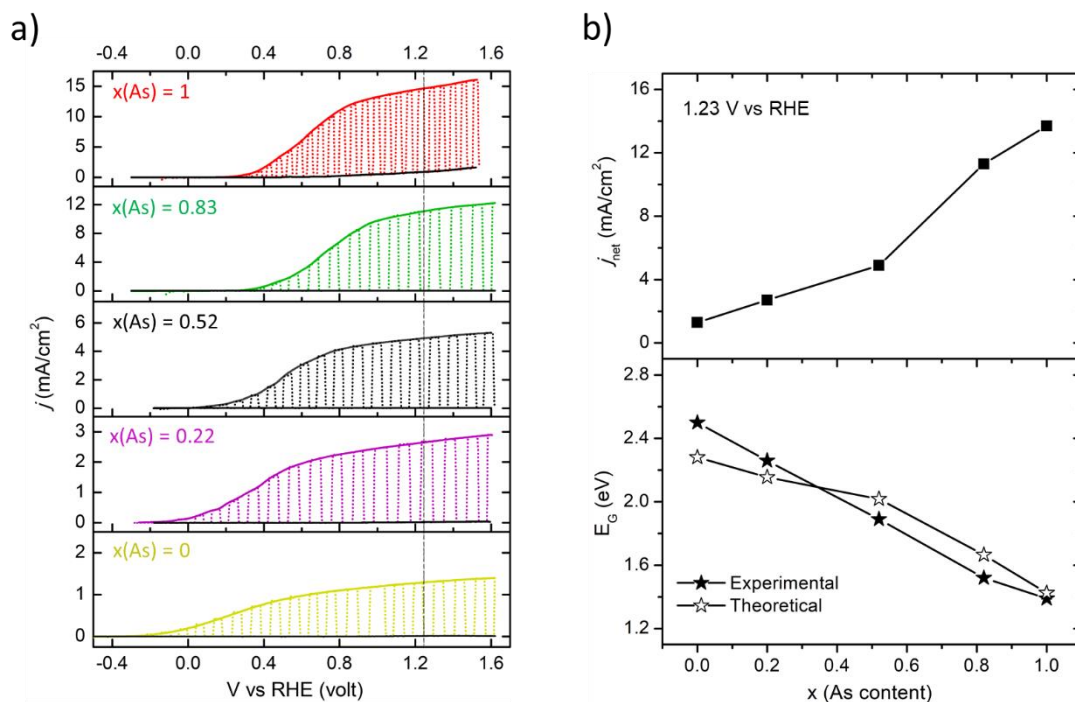 a)
-0.4 0.0 0.4 0.8 1.2 1.6
x(As) = 1
15
10
5
0
x(As) = 0.83
12
8
4
0
x(As) = 0.52
6
4
2
0
x(As) = 0.22
3
2
1
0
x(As) = 0
2
1
0
-0.4 0.0 0.4 0.8 1.2 1.6
V vs RHE (volt)
j (mA/cm²)
b)
1.23 V vs RHE
16
12
8
4
0
jnet (mA/cm²)
2.8
2.4
2.0
1.6
1.2
EG (eV)
Experimental
Theoretical
0.0 0.2 0.4 0.6 0.8 1.0
x (As content)